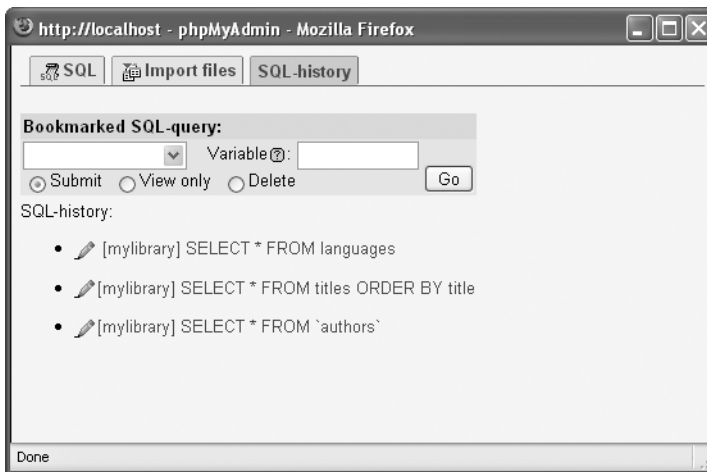 http://localhost - phpMyAdmin - Mozilla Firefox
SQL Import files SQL-history
Bookmarked SQL-query:
Variable?:
Submit View only Delete Go
SQL-history:
• [mylibrary] SELECT * FROM languages
• [mylibrary] SELECT * FROM titles ORDER BY title
• [mylibrary] SELECT * FROM `authors`
Done